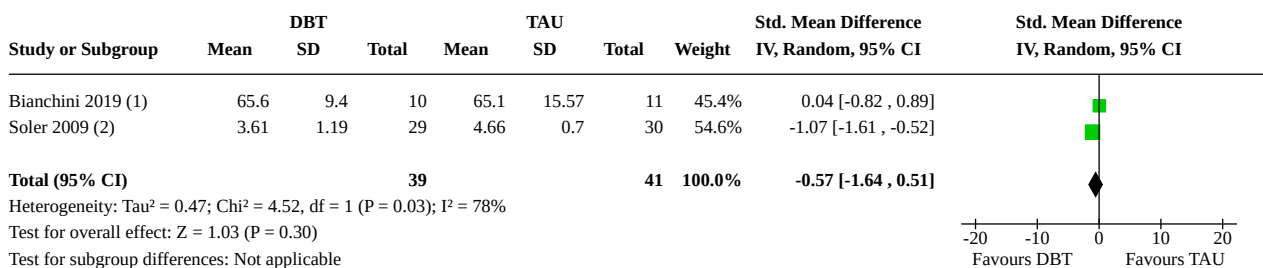 DBT TAU Std. Mean Difference Std. Mean Difference
Study or Subgroup Mean SD Total Mean SD Total Weight IV, Random, 95% CI IV, Random, 95% CI
Bianchini 2019 (1) 65.6 9.4 10 65.1 15.57 11 45.4% 0.04 [-0.82 , 0.89]
Soler 2009 (2) 3.61 1.19 29 4.66 0.7 30 54.6% -1.07 [-1.61 , -0.52]
Total (95% CI) 39 41 100.0% -0.57 [-1.64 , 0.51]
Heterogeneity: Tau² = 0.47; Chi² = 4.52, df = 1 (P = 0.03); I² = 78%
Test for overall effect: Z = 1.03 (P = 0.30)
Test for subgroup differences: Not applicable
-20 -10 0 10 20
Favours DBT Favours TAU